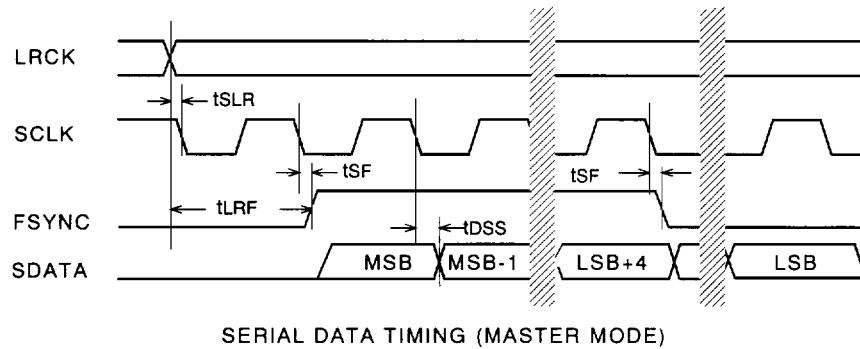 LRCK
tSLR
SCLK
tSF
tSF
tLRF
FSYNC
tDSS
SDATA
MSB
MSB-1
LSB+4
LSB
SERIAL DATA TIMING (MASTER MODE)